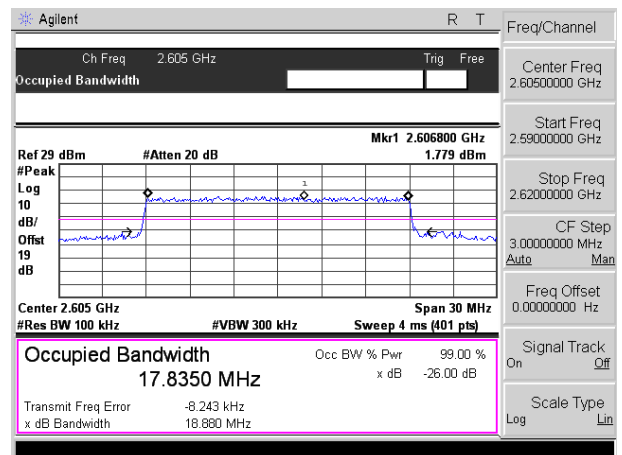 Agilent R T
Freq/Channel
Ch Freq 2.605 GHz Trig Free
Occupied Bandwidth
Center Freq
2.60500000 GHz
Start Freq
2.59000000 GHz
Stop Freq
2.62000000 GHz
CF Step
3.00000000 MHz
Auto Man
Freq Offset
0.00000000 Hz
Signal Track
On Off
Scale Type
Log Lin
Mkr1 2.606800 GHz
Ref 29 dBm #Atten 20 dB 1.779 dBm
#Peak
Log
10
dB/
Offst
19
dB
1
Center 2.605 GHz Span 30 MHz
#Res BW 100 kHz #VBW 300 kHz Sweep 4 ms (401 pts)
Occupied Bandwidth
17.8350 MHz
Occ BW % Pwr 99.00 %
x dB -26.00 dB
Transmit Freq Error -8.243 kHz
x dB Bandwidth 18.880 MHz